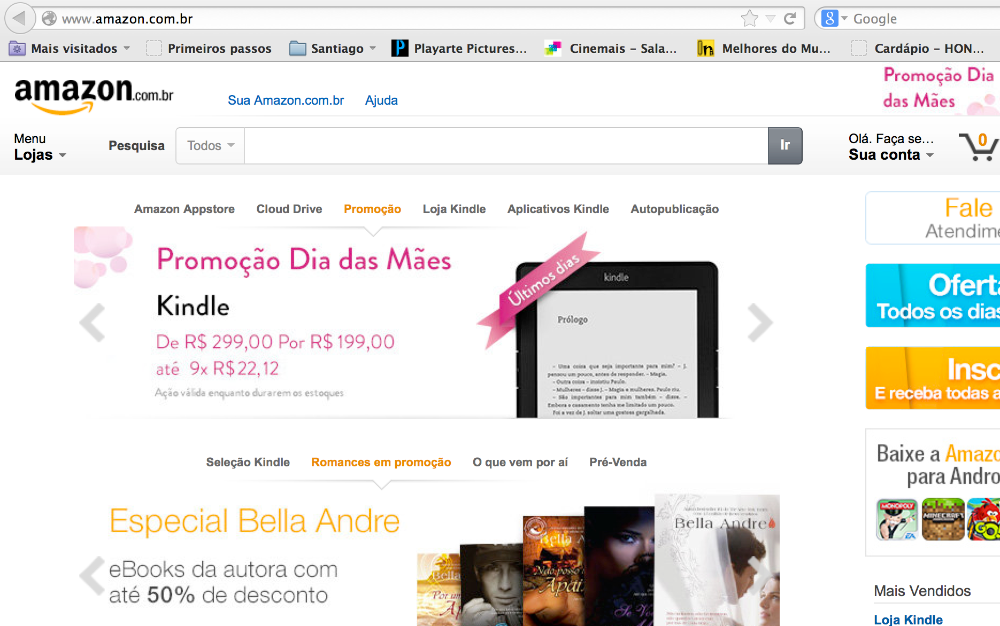 www.amazon.com.br
Google
Mais visitados
Primeiros passos
Santiago
Playarte Pictures...
Cinemais – Sala...
Melhores do Mu...
Cardápio – HON...
amazon.com.br
Sua Amazon.com.br
Ajuda
Promoção Dia
das Mães
Menu
Lojas
Pesquisa
Todos
Ir
Olá. Faça se...
Sua conta
0
Amazon Appstore
Cloud Drive
Promoção
Loja Kindle
Aplicativos Kindle
Autopublicação
Promoção Dia das Mães
Kindle
De R$ 299,00 Por R$ 199,00
até 9x R$22,12
Ação válida enquanto durarem os estoques
Últimos dias
kindle
Prólogo
– Uma coisa que seja importante para mim? – J.
pensou um pouco, antes de responder. – Magia.
– Outra coisa – insistiu Paulo.
– Mulheres – disse J. – Magia e mulheres. Paulo riu.
– São importantes para mim também – disse. –
Embora o casamento tenha me limitado um pouco.
Foi a vez de J. soltar uma gostosa gargalhada.
Fale
Atendime
Oferta
Todos os dias
Insc
E receba todas a
Baixe a Amazo
para Andro
MONOPOLY
EA
MINECRAFT
GO!
Seleção Kindle
Romances em promoção
O que vem por aí
Pré-Venda
Especial Bella Andre
eBooks da autora com
até 50% de desconto
Bella
Por um
Bella A
Não posso
Apai
Se Vo
Bella Andre
Mais Vendidos
Loja Kindle